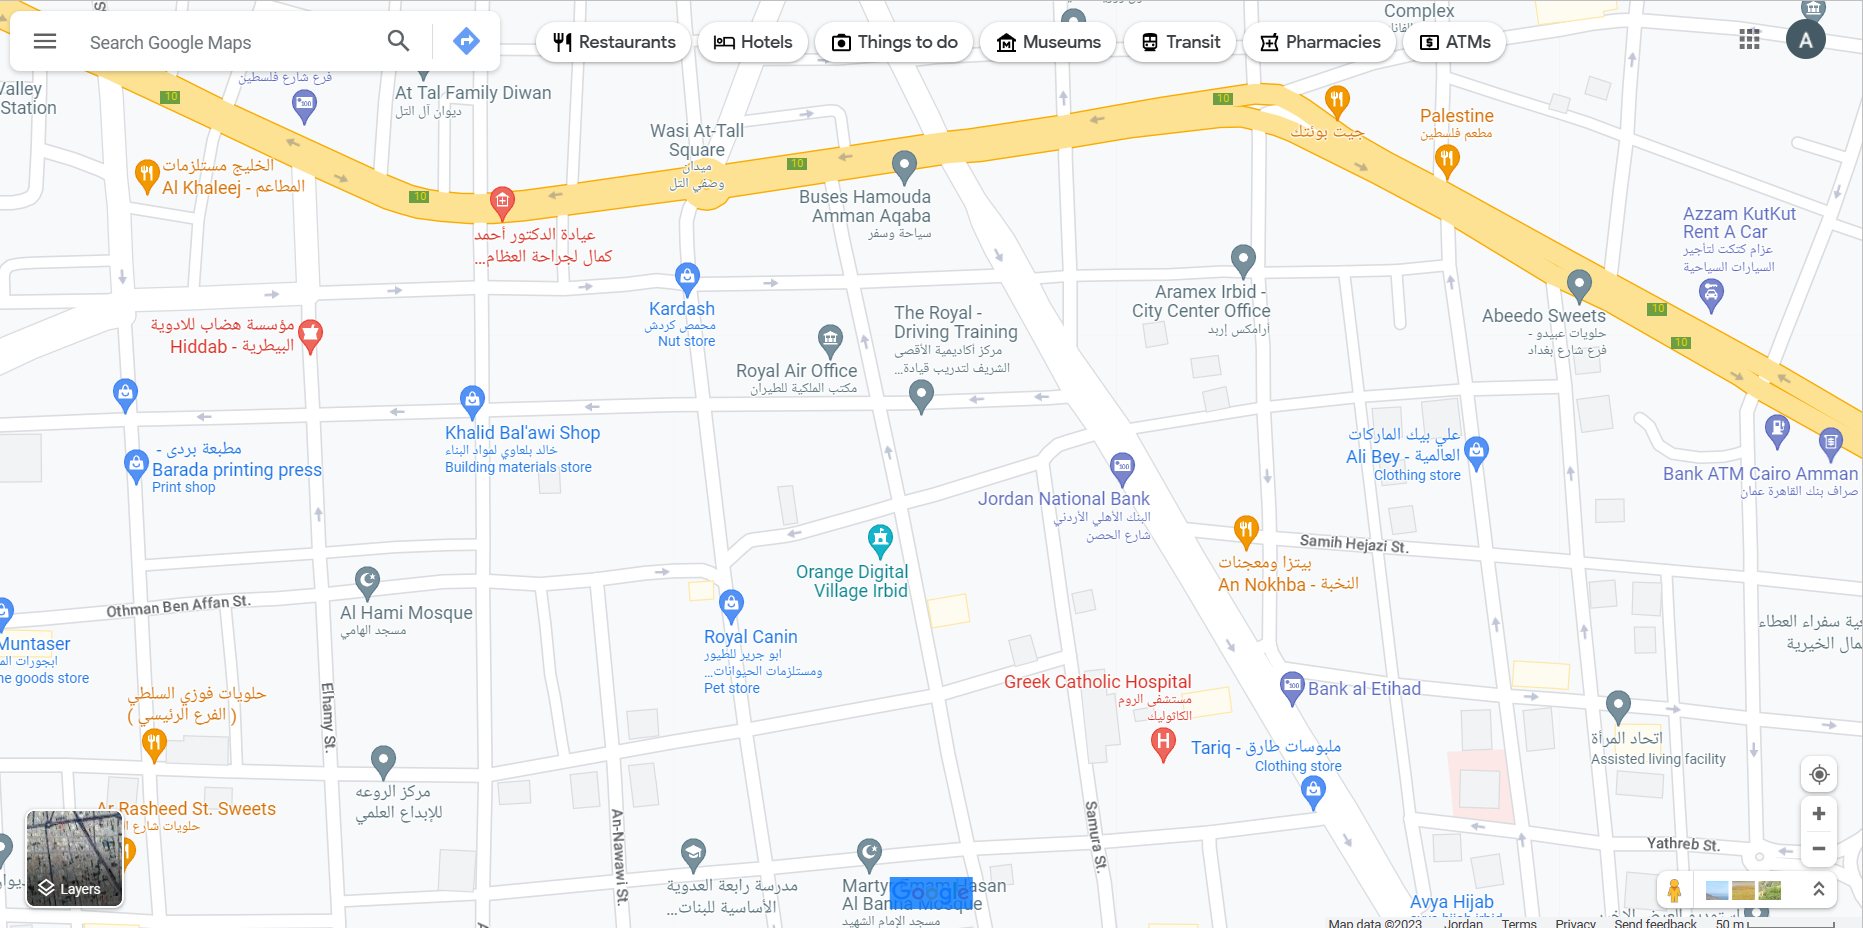 Search Google Maps
Restaurants
Hotels
Things to do
Museums
Transit
Pharmacies
ATMs
A
Complex
Valley
Station
فرع شارع فلسطين
At Tal Family Diwan
ديوان آل التل
10
10
10
10
10
10
Wasi At-Tall
Square
ميدان
وصفي التل
Buses Hamouda
Amman Aqaba
سياحة وسفر
جيت بوئتك
Palestine
مطعم فلسطين
الخليج مستلزمات
Al Khaleej - المطاعم
عيادة الدكتور أحمد
كمال لجراحة العظام...
Azzam KutKut
Rent A Car
عزام كتكت لتأجير
السيارات السياحية
Kardash
محمص كردش
Nut store
The Royal -
Driving Training
مركز أكاديمية الأقصى
الشريف لتدريب قيادة...
Aramex Irbid -
City Center Office
أرامكس إربد
Abeedo Sweets
حلويات عبيدو -
فرع شارع بغداد
مؤسسة هضاب للادوية
Hiddab - البيطرية
Royal Air Office
مكتب الملكية للطيران
Khalid Bal'awi Shop
خالد بلعاوي لمواد البناء
Building materials store
مطبعة بردى -
Barada printing press
Print shop
علي بيك الماركات
Ali Bey - العالمية
Clothing store
Bank ATM Cairo Amman
صراف بنك القاهرة عمان
Jordan National Bank
البنك الأهلي الأردني
شارع الحصن
Samih Hejazi St.
بيتزا ومعجنات
An Nokhba - النخبة
Orange Digital
Village Irbid
Othman Ben Affan St.
Al Hami Mosque
مسجد الهامي
Royal Canin
ابو جرير للطيور
ومستلزمات الحيوانات...
Pet store
Muntaser
goods store
حلويات فوزي السلطي
( الفرع الرئيسي )
Elhamy St.
Greek Catholic Hospital
مستشفى الروم
الكاثوليك
Bank al Etihad
Tariq - ملبوسات طارق
Clothing store
سفراء العطاء
الخيرية
اتحاد المرأة
Assisted living facility
مركز الروعه
للإبداع العلمي
Ar Rasheed St. Sweets
حلويات شارع
An-Nawawi St.
Samura St.
Yathreb St.
مدرسة رابعة العدوية
الأساسية للبنات...
Hasan
Al Banna Mosque
مسجد الإمام الشهيد
Google
Avya Hijab
Layers
Map data ©2023
Jordan
Terms
Privacy
Send feedback
50 m